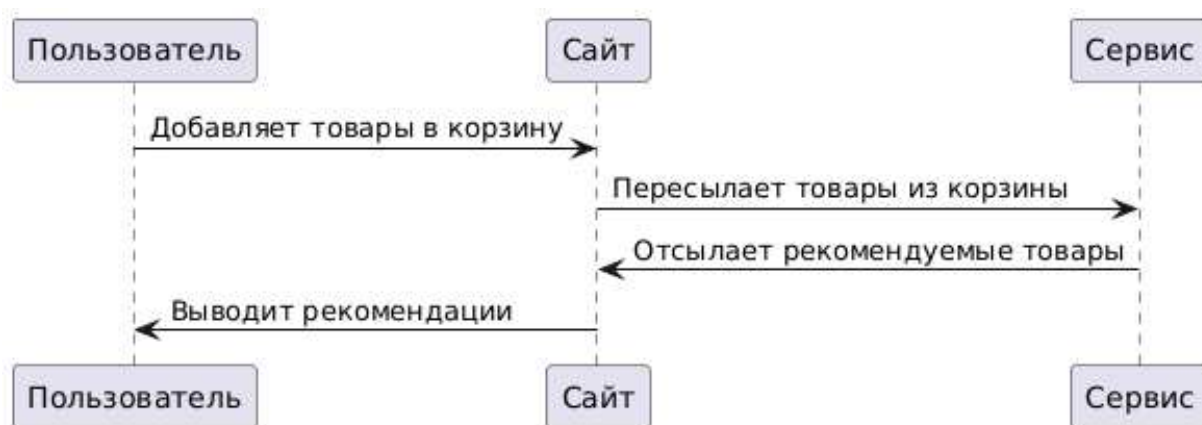 Пользователь Сайт Сервис
Добавляет товары в корзину
Пересылает товары из корзины
Отсылает рекомендуемые товары
Выводит рекомендации
Пользователь Сайт Сервис